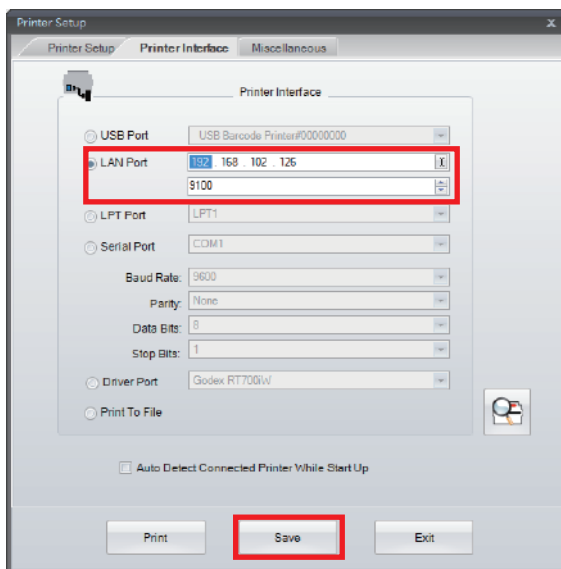 Printer Setup x
Printer Setup Printer Interface Miscellaneous
Printer Interface
USB Port USB Barcode Printer#00000000
LAN Port 192 . 168 . 102 . 126
9100
LPT Port LPT1
Serial Port COM1
Baud Rate: 9600
Parity: None
Data Bits: 8
Stop Bits: 1
Driver Port Godex RT700iW
Print To File
Auto Detect Connected Printer While Start Up
Print Save Exit